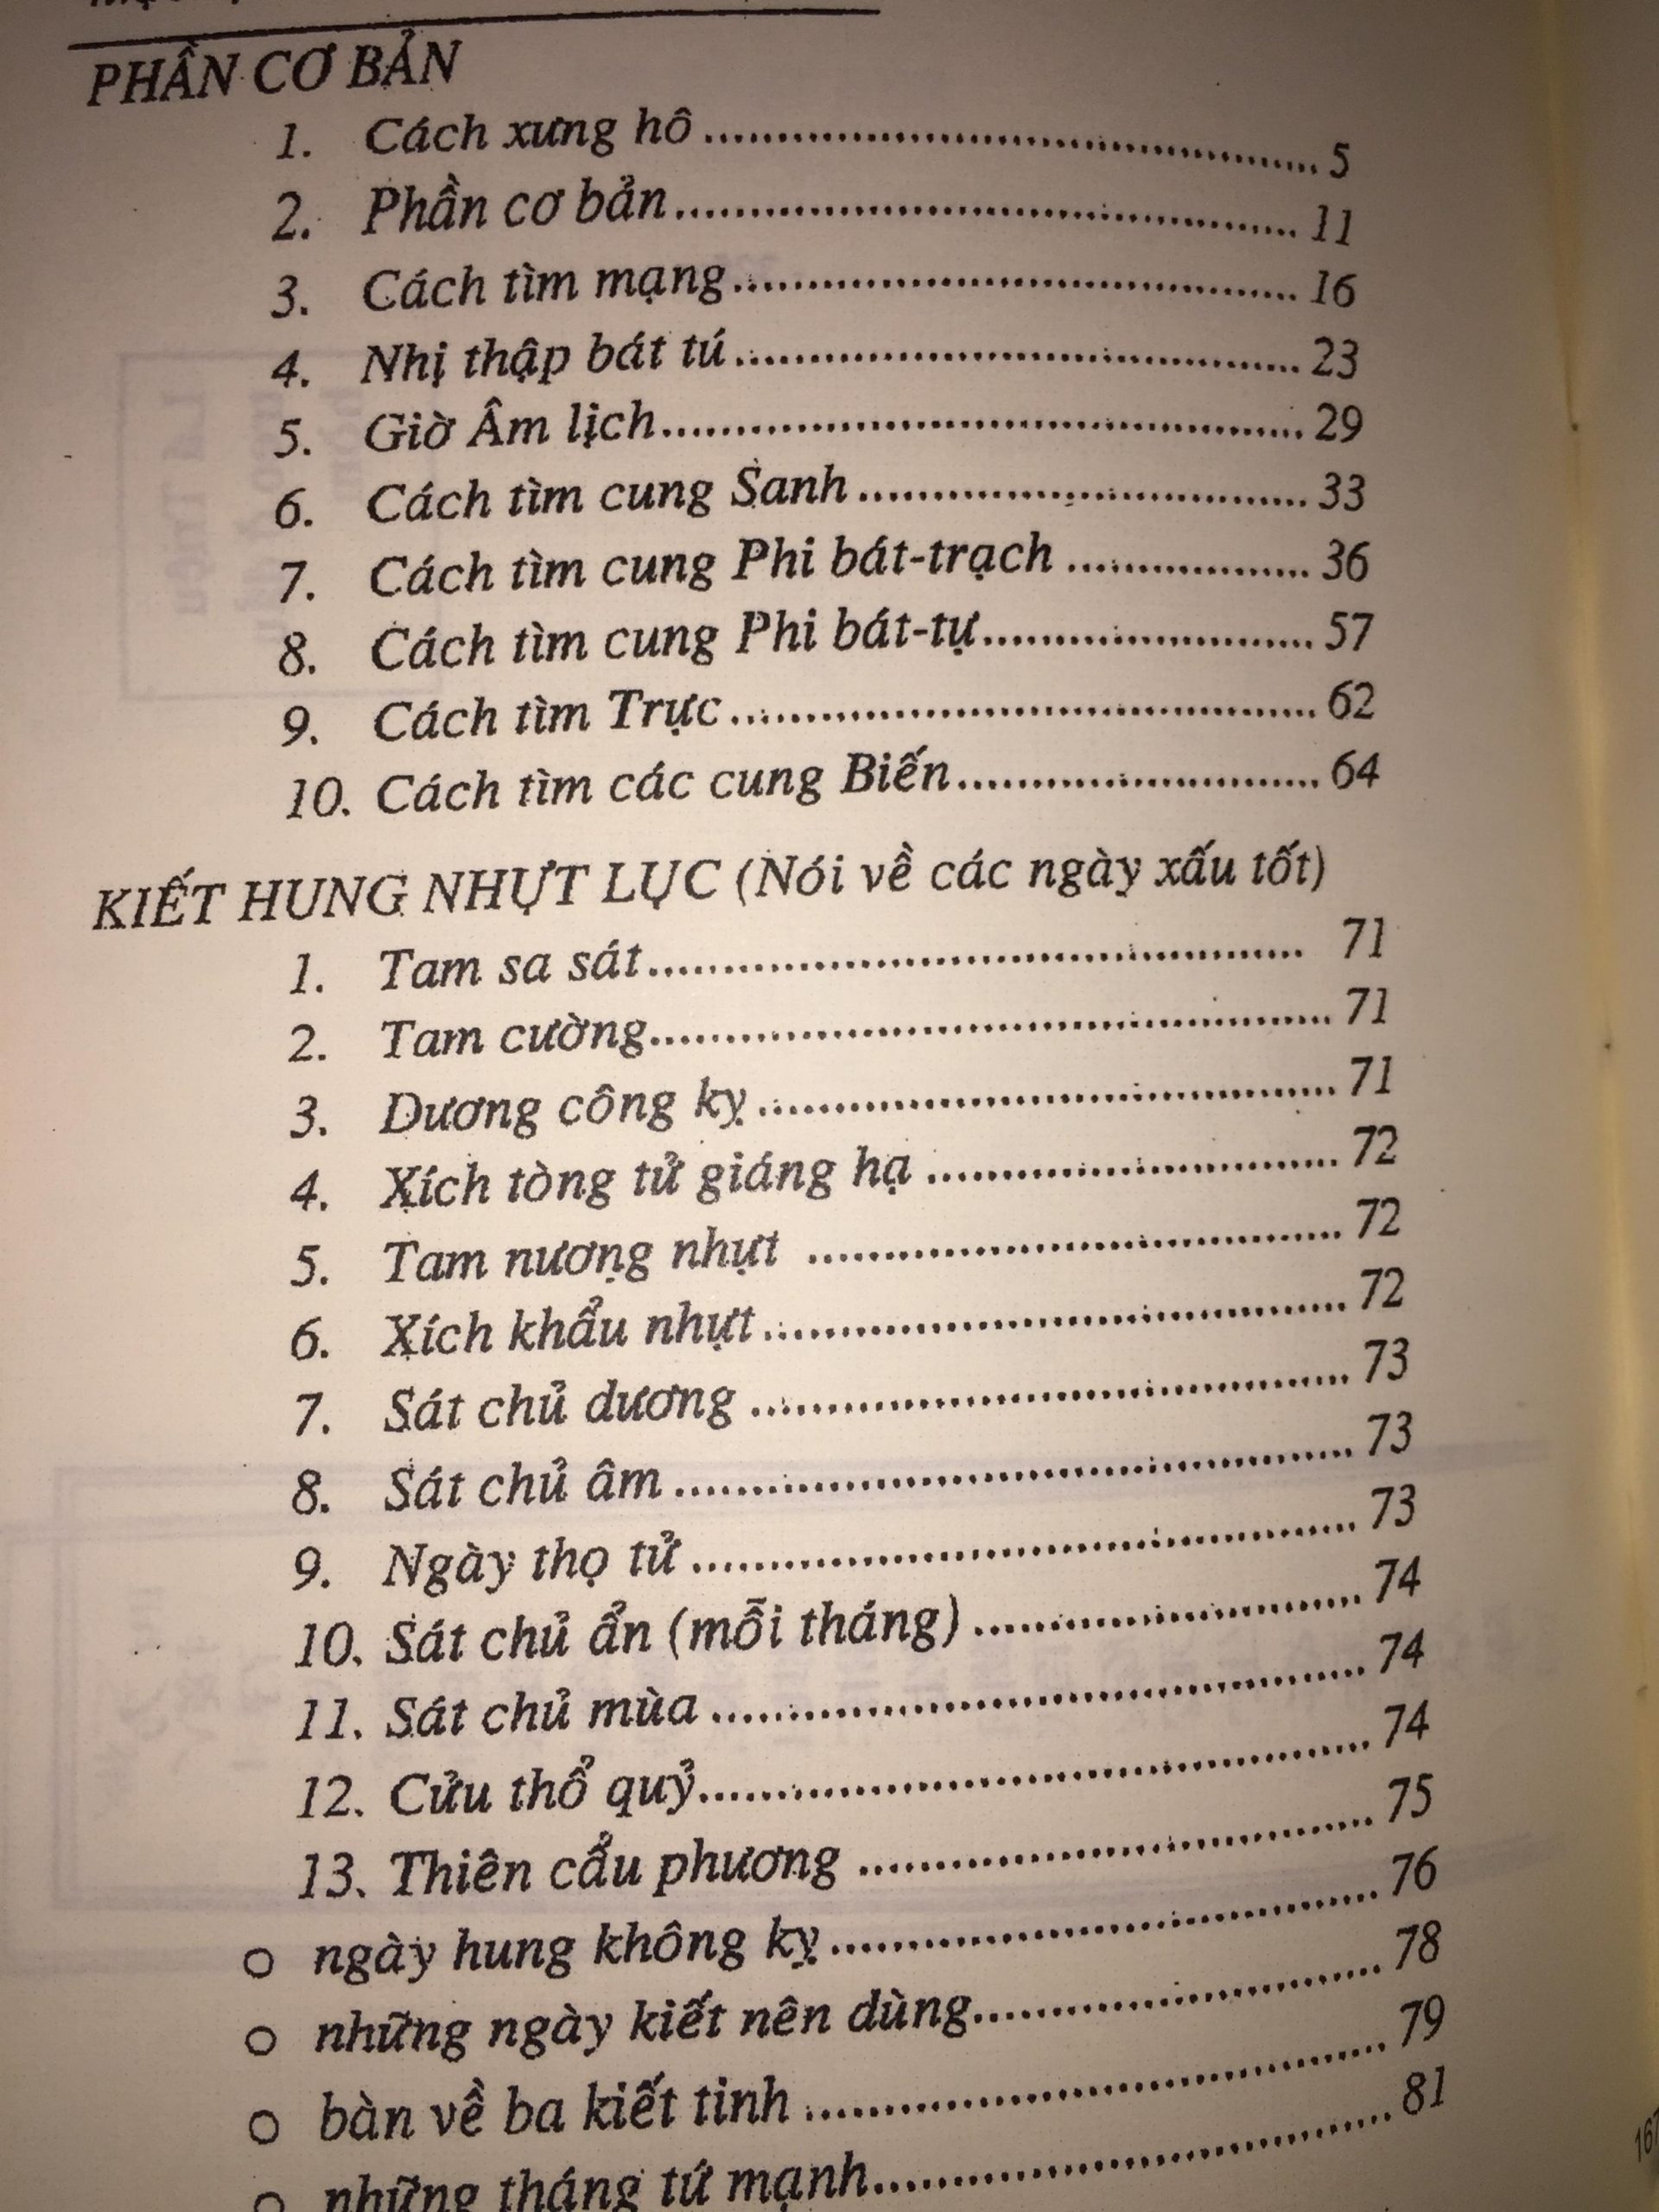 PHẦN CƠ BẢN
1. Cách xưng hô ........................................ 5
2. Phần cơ bản ........................................ 11
3. Cách tìm mạng ........................................ 16
4. Nhị thập bát tú ........................................ 23
5. Giờ Âm lịch ........................................ 29
6. Cách tìm cung Sanh ........................................ 33
7. Cách tìm cung Phi bát-trạch ........................................ 36
8. Cách tìm cung Phi bát-tự ........................................ 57
9. Cách tìm Trực ........................................ 62
10. Cách tìm các cung Biến ........................................ 64
KIẾT HUNG NHỰT LỤC (Nói về các ngày xấu tốt)
1. Tam sa sát ........................................ 71
2. Tam cường ........................................ 71
3. Dương công kỵ ........................................ 71
4. Xích tòng tử giáng hạ ........................................ 72
5. Tam nương nhựt ........................................ 72
6. Xích khẩu nhựt ........................................ 72
7. Sát chủ dương ........................................ 73
8. Sát chủ âm ........................................ 73
9. Ngày thọ tử ........................................ 73
10. Sát chủ ẩn (mỗi tháng) ........................................ 74
11. Sát chủ mùa ........................................ 74
12. Cửu thổ quỷ ........................................ 74
13. Thiên cẩu phương ........................................ 75
○ ngày hung không kỵ ........................................ 76
○ những ngày kiết nên dùng ........................................ 78
○ bàn về ba kiết tinh ........................................ 79
○ những tháng tứ mạnh ........................................ 81